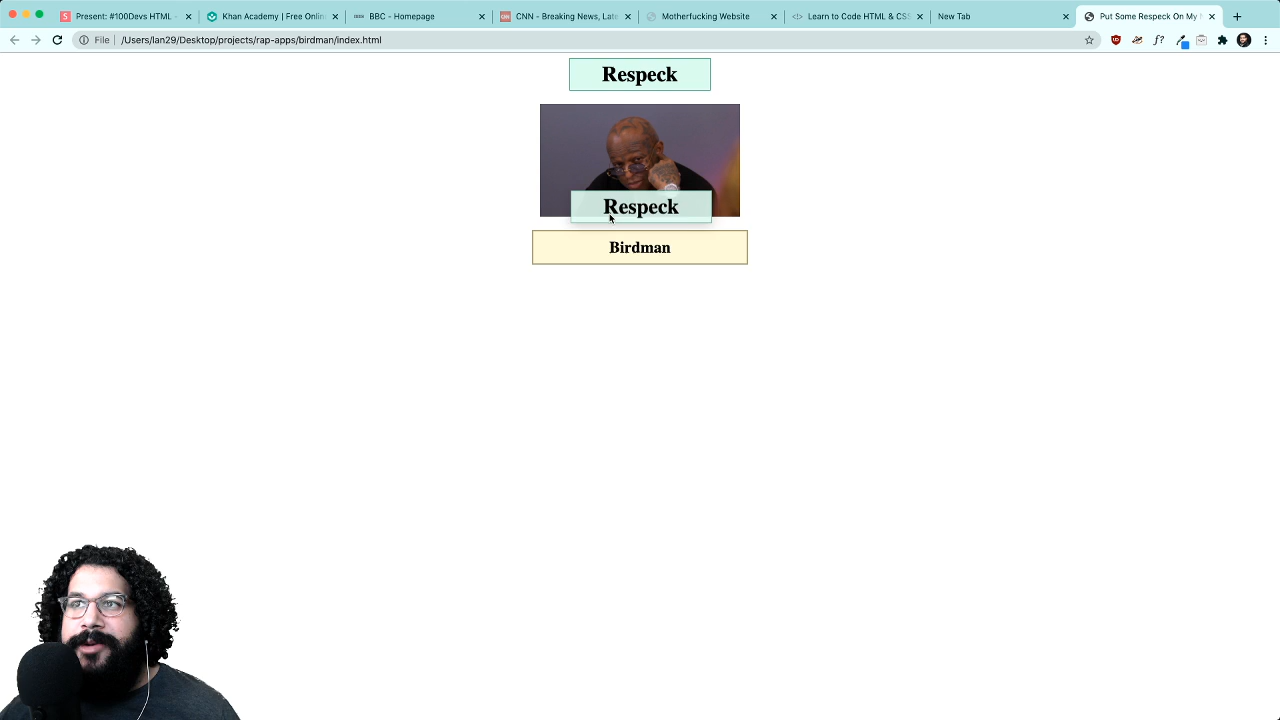 Present: #100Devs HTML -
Khan Academy | Free Onlin
BBC - Homepage
CNN - Breaking News, Late
Motherfucking Website
Learn to Code HTML & CSS
New Tab
Put Some Respeck On My
File /Users/lan29/Desktop/projects/rap-apps/birdman/index.html
Respeck
Respeck
Birdman